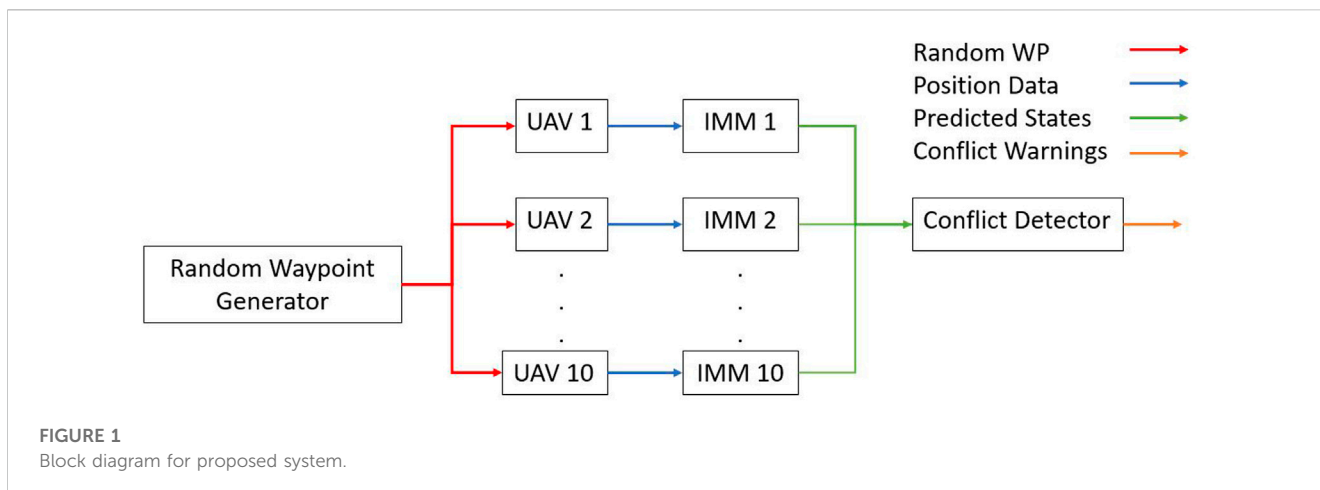 Random WP
Position Data
Predicted States
Conflict Warnings
UAV 1
IMM 1
UAV 2
IMM 2
Conflict Detector
Random Waypoint
Generator
.
.
.
.
.
.
UAV 10
IMM 10
FIGURE 1
Block diagram for proposed system.